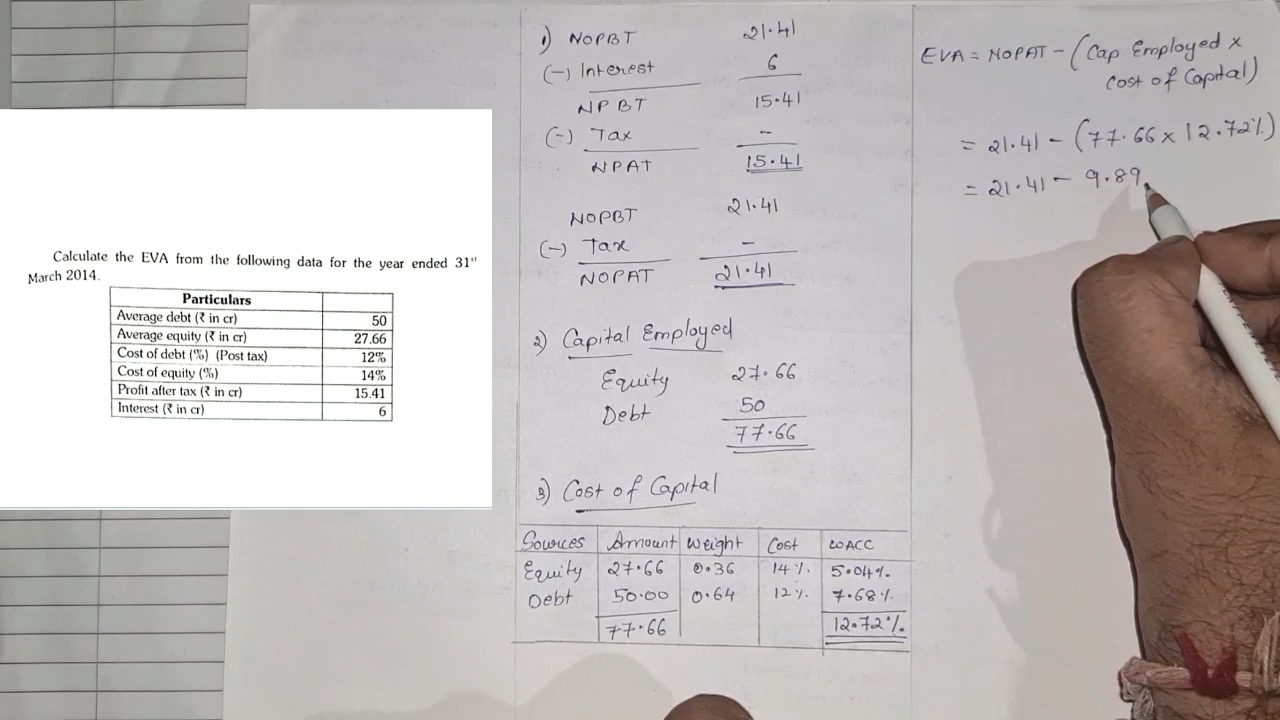 Calculate the EVA from the following data for the year ended 31st
March 2014.
Particulars
Average debt (₹ in cr) 50
Average equity (₹ in cr) 27.66
Cost of debt (%) (Post tax) 12%
Cost of equity (%) 14%
Profit after tax (₹ in cr) 15.41
Interest (₹ in cr) 6
1) NOPBT 21.41
(-) Interest 6
NPBT 15.41
(-) Tax -
NPAT 15.41
NOPBT 21.41
(-) Tax -
NOPAT 21.41
2) Capital Employed
Equity 27.66
Debt 50
77.66
3) Cost of Capital
Sources Amount Weight Cost WACC
Equity 27.66 0.36 14%. 5.04%.
Debt 50.00 0.64 12%. 7.68%.
77.66 12.72%.
EVA = NOPAT - (Cap Employed x
Cost of Capital)
= 21.41 - (77.66 x 12.72%)
= 21.41 - 9.89